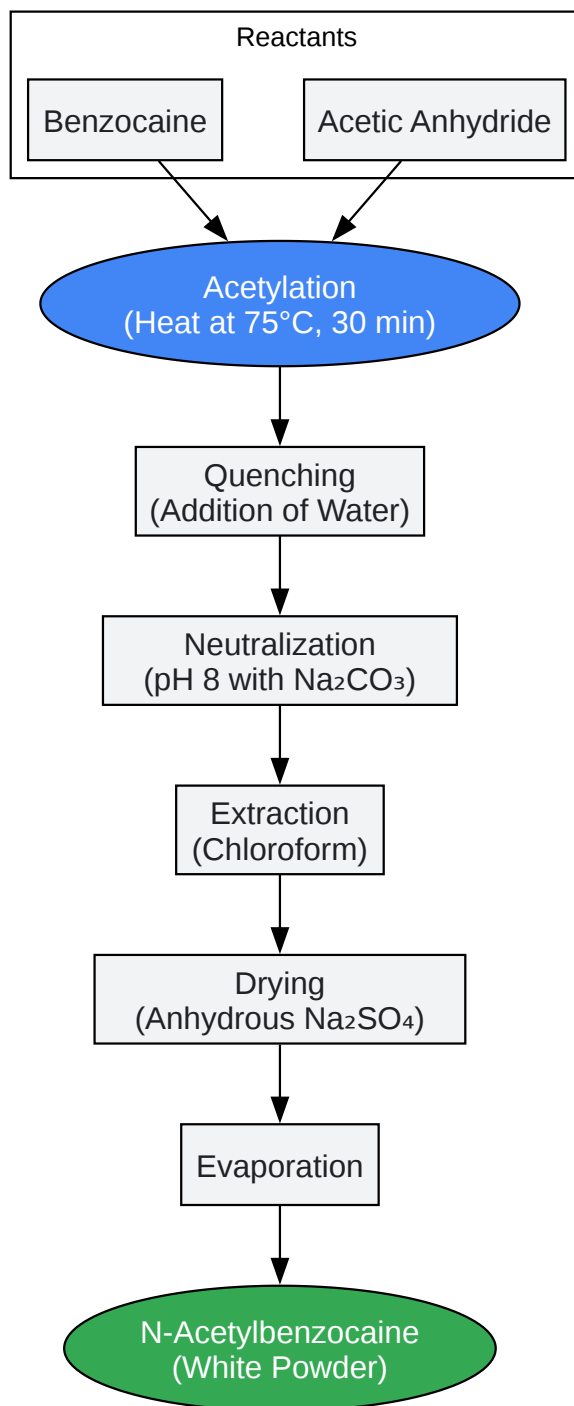 Reactants
Benzocaine
Acetic Anhydride
Acetylation
(Heat at 75°C, 30 min)
Quenching
(Addition of Water)
Neutralization
(pH 8 with Na₂CO₃)
Extraction
(Chloroform)
Drying
(Anhydrous Na₂SO₄)
Evaporation
N-Acetylbenzocaine
(White Powder)